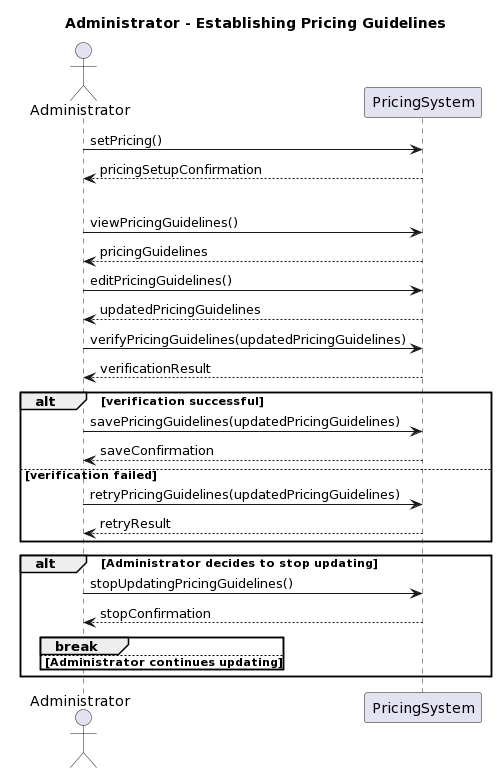 Administrator - Establishing Pricing Guidelines
Administrator
PricingSystem
setPricing()
pricingSetupConfirmation
viewPricingGuidelines()
pricingGuidelines
editPricingGuidelines()
updatedPricingGuidelines
verifyPricingGuidelines(updatedPricingGuidelines)
verificationResult
alt [verification successful]
savePricingGuidelines(updatedPricingGuidelines)
saveConfirmation
[verification failed]
retryPricingGuidelines(updatedPricingGuidelines)
retryResult
alt [Administrator decides to stop updating]
stopUpdatingPricingGuidelines()
stopConfirmation
break
[Administrator continues updating]
Administrator
PricingSystem